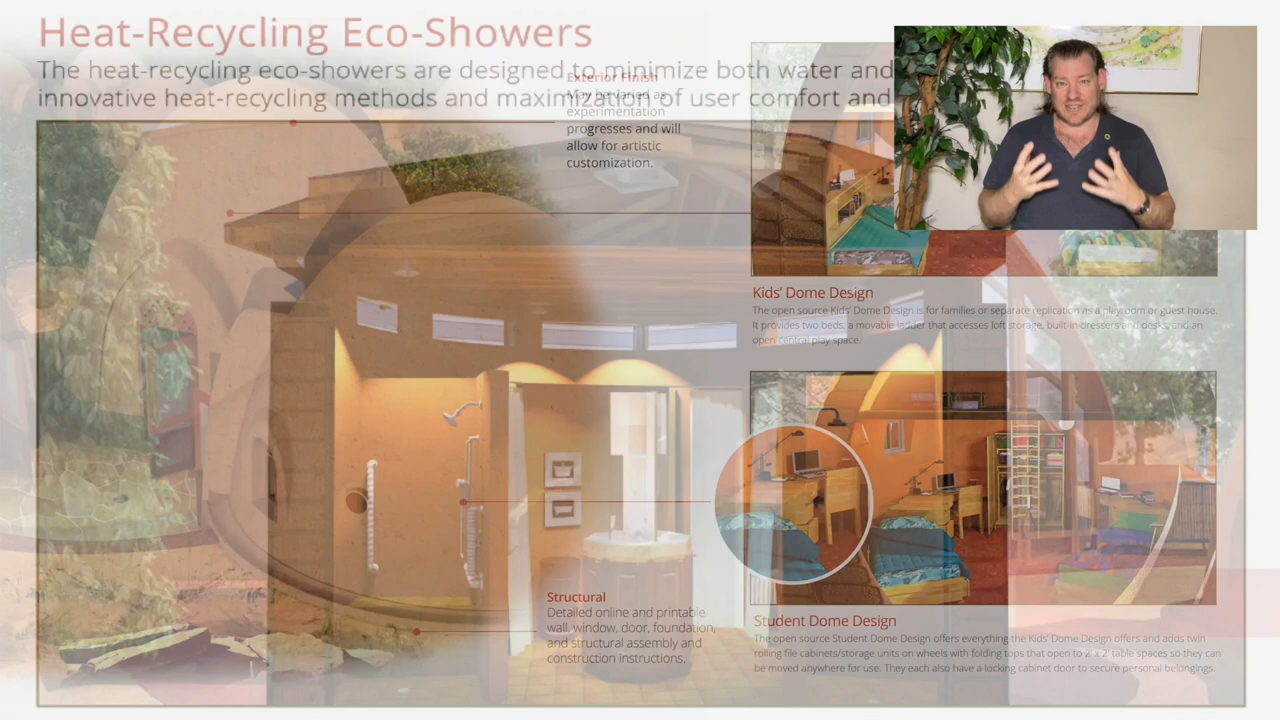 Heat-Recycling Eco-Showers
The heat-recycling eco-showers are designed to minimize both water and
innovative heat-recycling methods and maximization of user comfort and
Exterior Finish
May be varied as
experimentation
progresses and will
allow for artistic
customization.
Kids' Dome Design
The open source Kids' Dome Design is for families or separate replication as a playroom or guest house.
It provides two beds, a movable ladder that accesses loft storage, built-in dressers and desks, and an
open central play space.
Structural
Detailed online and printable
wall, window, door, foundation,
and structural assembly and
construction instructions.
Student Dome Design
The open source Student Dome Design offers everything the Kids' Dome Design offers and adds twin
rolling file cabinets/storage units on wheels with folding tops that open to 2' x 2' table spaces so they can
be moved anywhere for use. They each also have a locking cabinet door to secure personal belongings.